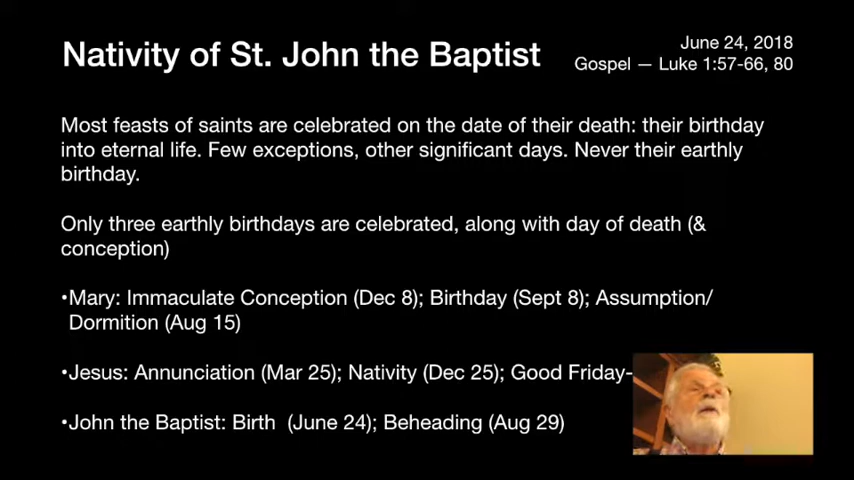 Nativity of St. John the Baptist
June 24, 2018
Gospel — Luke 1:57-66, 80
Most feasts of saints are celebrated on the date of their death: their birthday
into eternal life. Few exceptions, other significant days. Never their earthly
birthday.
Only three earthly birthdays are celebrated, along with day of death (&
conception)
•Mary: Immaculate Conception (Dec 8); Birthday (Sept 8); Assumption/
Dormition (Aug 15)
•Jesus: Annunciation (Mar 25); Nativity (Dec 25); Good Friday-
•John the Baptist: Birth (June 24); Beheading (Aug 29)